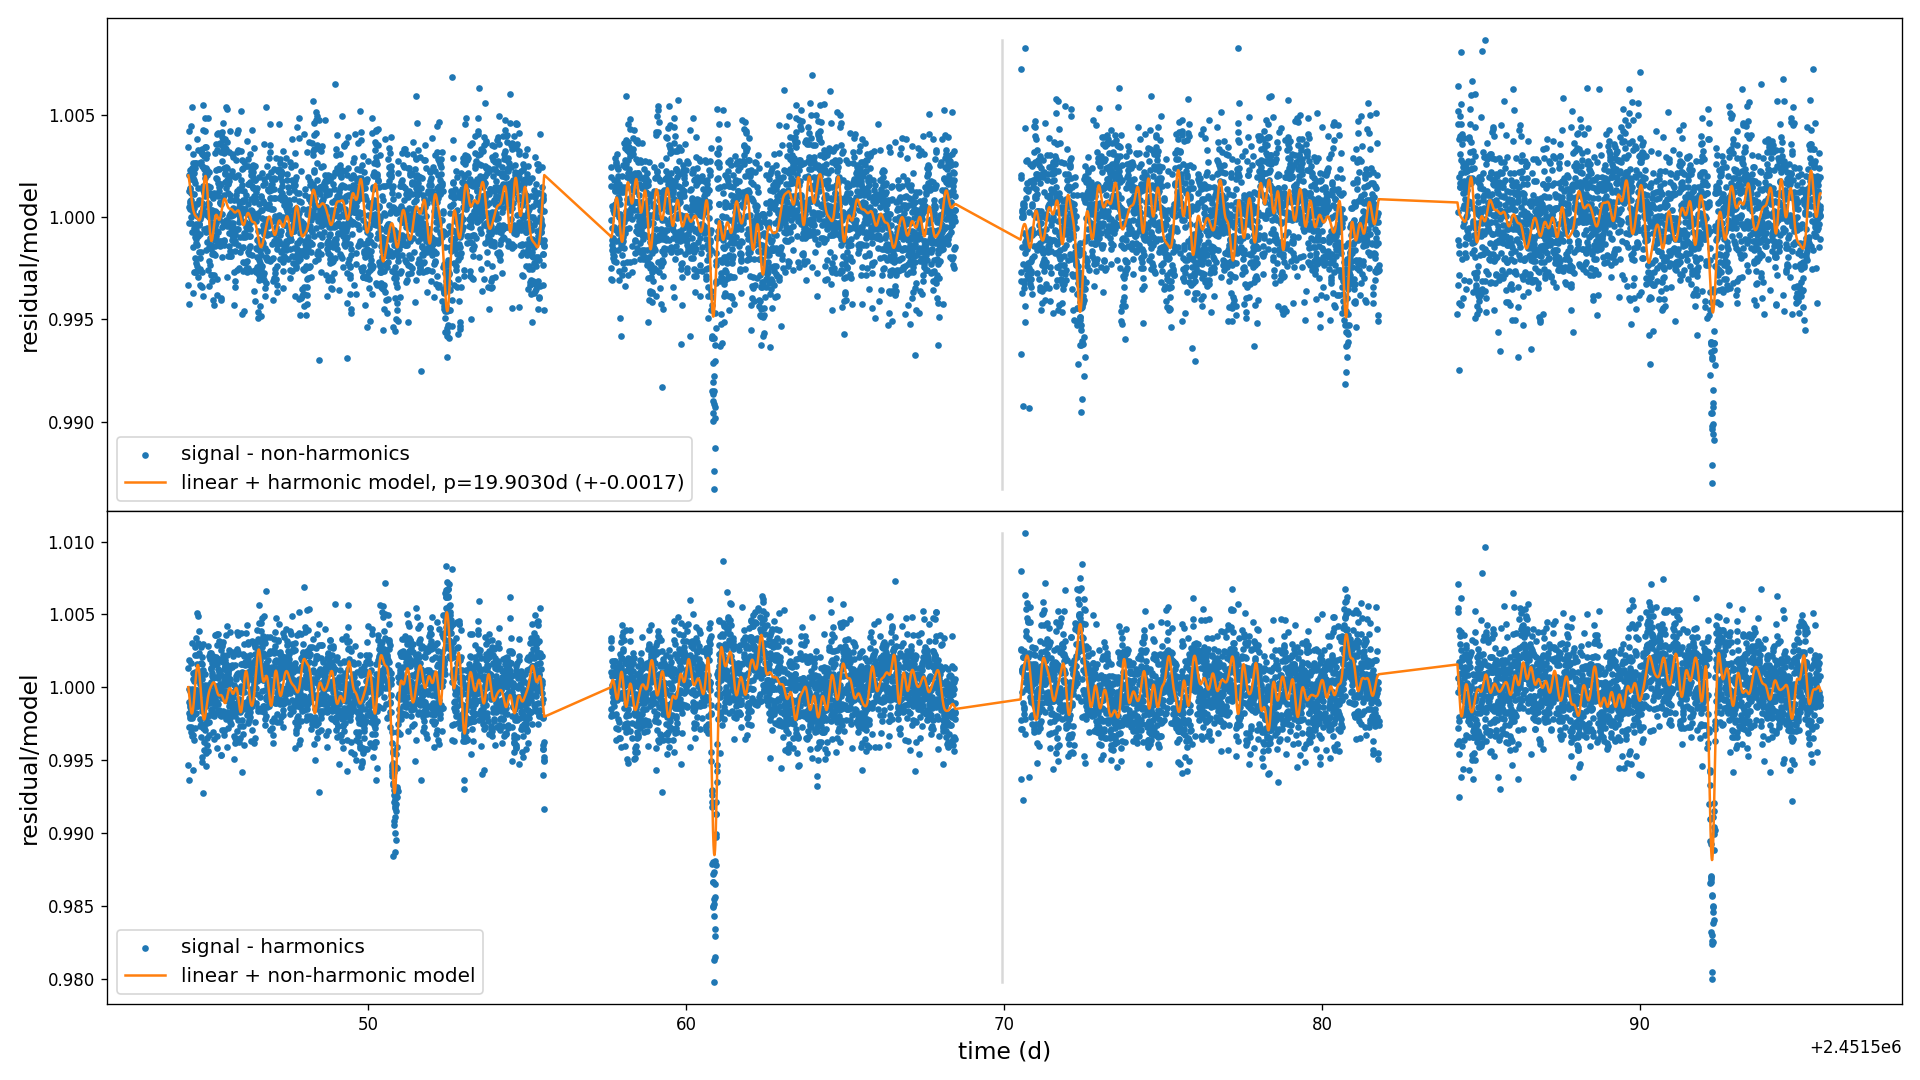 residual/model
1.005
1.000
0.995
0.990
signal - non-harmonics
linear + harmonic model, p=19.9030d (+-0.0017)
residual/model
1.010
1.005
1.000
0.995
0.990
0.985
0.980
signal - harmonics
linear + non-harmonic model
50 60 70 80 90
time (d)
+2.4515e6